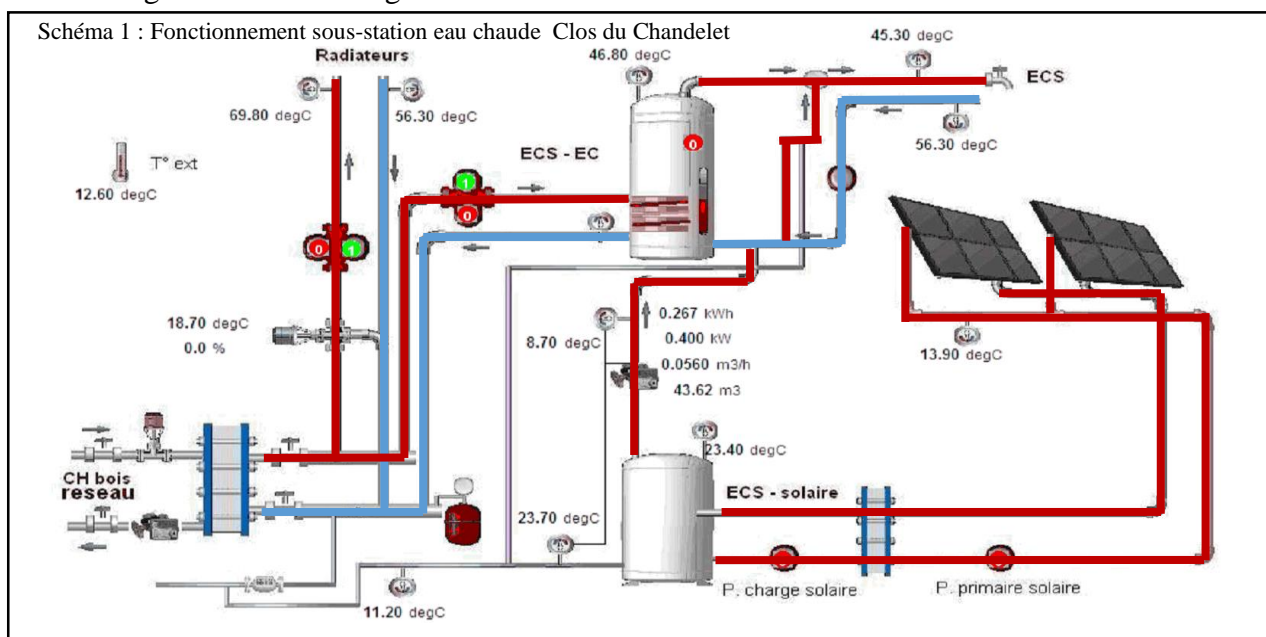 Schéma 1 : Fonctionnement sous-station eau chaude Clos du Chandelet
Radiateurs
46.80 degC
45.30 degC
ECS
69.80 degC
56.30 degC
56.30 degC
T° ext
12.60 degC
ECS - EC
0
1
0
0
1
18.70 degC
0.0 %
8.70 degC
0.267 kWh
0.400 kW
0.0560 m3/h
43.62 m3
13.90 degC
23.40 degC
CH bois
reseau
ECS - solaire
23.70 degC
11.20 degC
P. charge solaire
P. primaire solaire